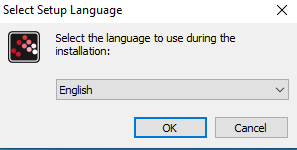 Select Setup Language
Select the language to use during the
installation:
English
OK
Cancel